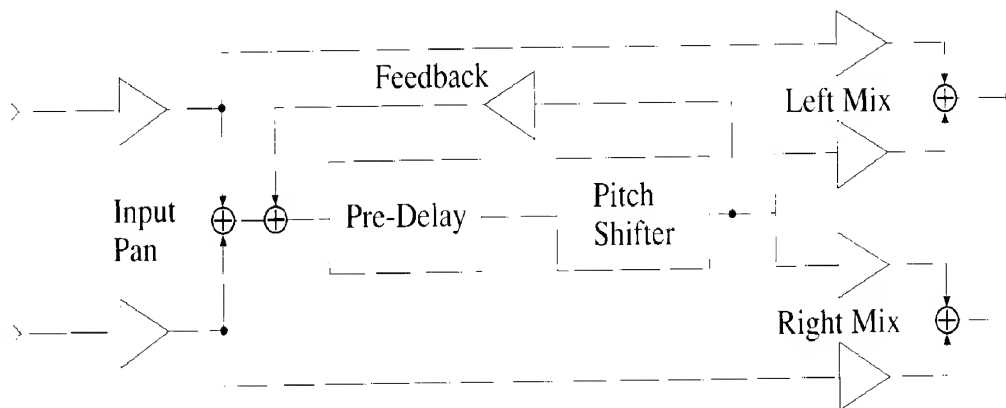 Feedback
Left Mix
Input
Pan
Pre-Delay
Pitch
Shifter
Right Mix